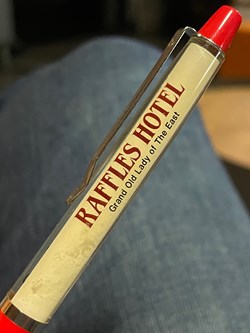 RAFFLES HOTEL
Grand Old Lady of The East